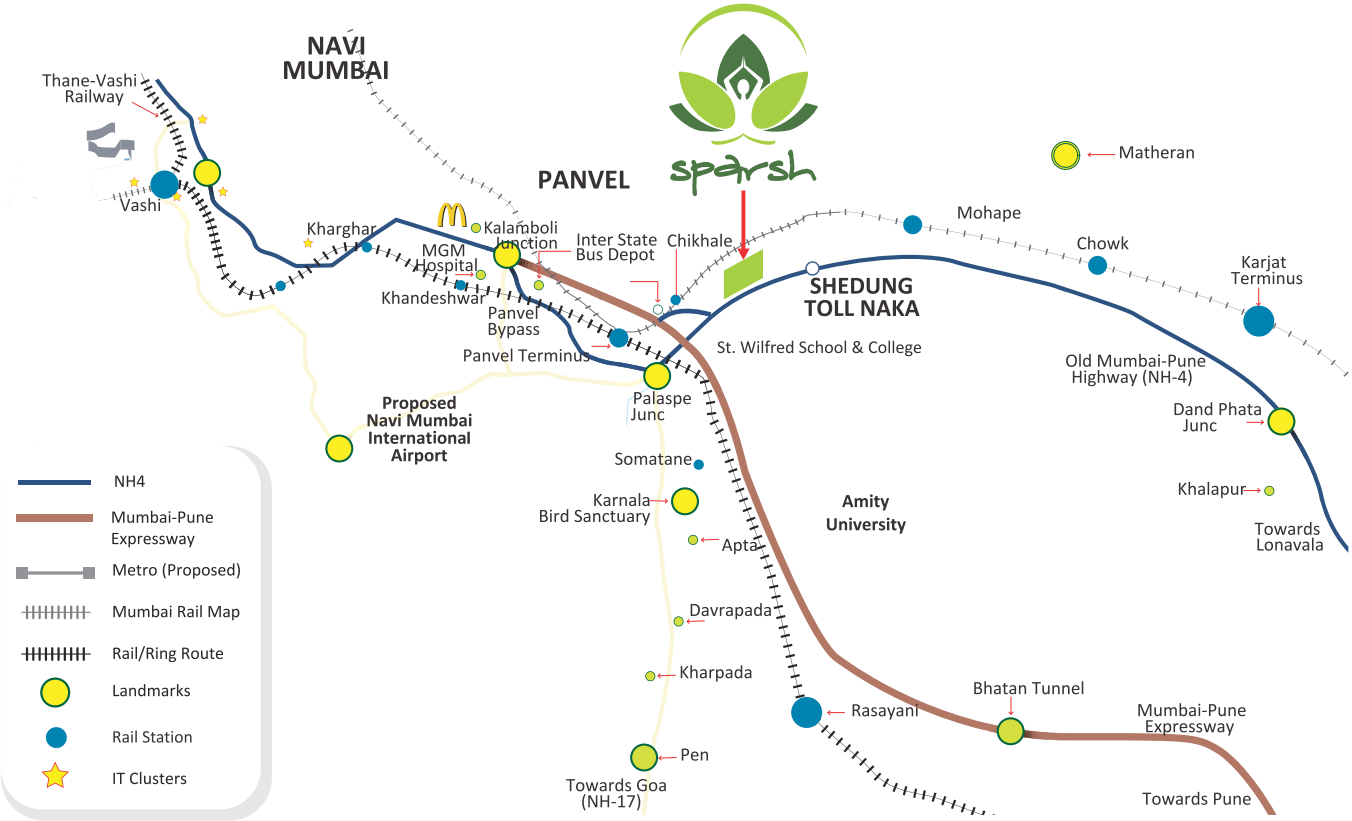 NAVI
MUMBAI
Thane-Vashi
Railway
Vashi
Kharghar
PANVEL
sparsh
Matheran
Kalamboli
Junction
MGM
Hospital
Inter State
Bus Depot
Chikhale
Mohape
Chowk
Karjat
Terminus
Khandeshwar
Panvel
Bypass
Panvel Terminus
SHEDUNG
TOLL NAKA
St. Wilfred School & College
Old Mumbai-Pune
Highway (NH-4)
Palaspe
Junc
Dand Phata
Junc
Proposed
Navi Mumbai
International
Airport
Somatane
Karnala
Bird Sanctuary
Apta
Amity
University
Khalapur
Towards
Lonavala
Davrapada
Kharpada
Rasayani
Bhatan Tunnel
Mumbai-Pune
Expressway
Pen
Towards Goa
(NH-17)
Towards Pune
NH4
Mumbai-Pune
Expressway
Metro (Proposed)
Mumbai Rail Map
Rail/Ring Route
Landmarks
Rail Station
IT Clusters